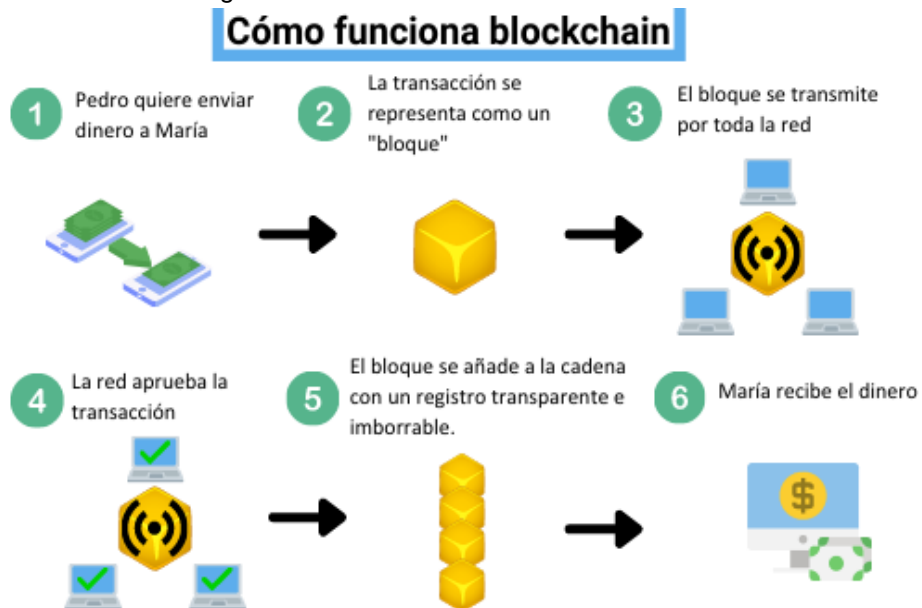 Cómo funciona blockchain
1
Pedro quiere enviar
dinero a María
2
La transacción se
representa como un
"bloque"
3
El bloque se transmite
por toda la red
4
La red aprueba la
transacción
5
El bloque se añade a la cadena
con un registro transparente e
imborrable.
6
María recibe el dinero
$